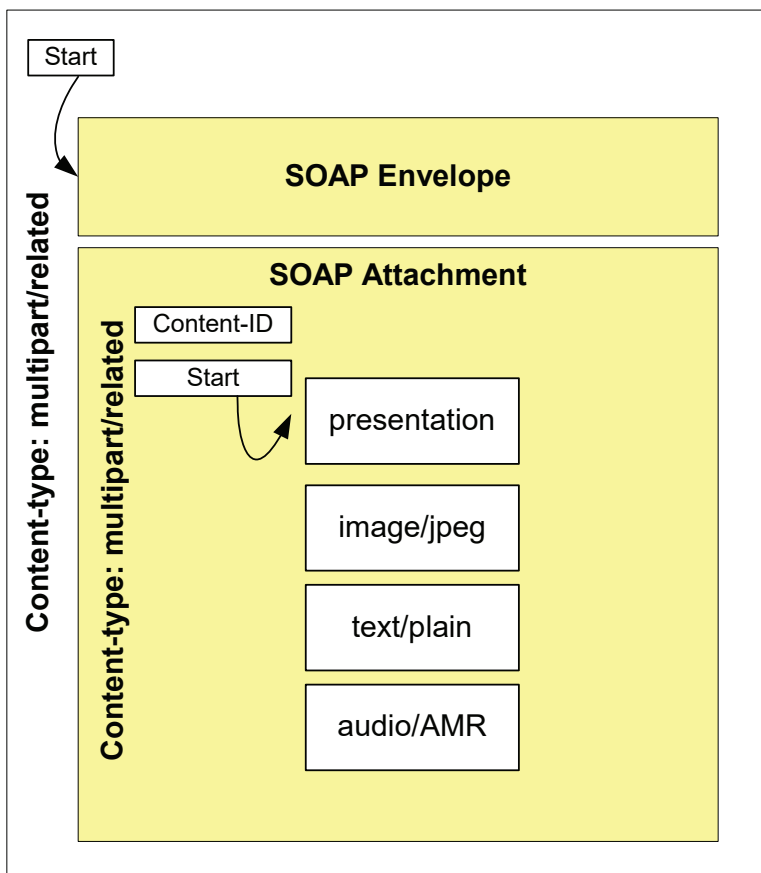 Start
Content-type: multipart/related
SOAP Envelope
SOAP Attachment
Content-type: multipart/related
Content-ID
Start
presentation
image/jpeg
text/plain
audio/AMR